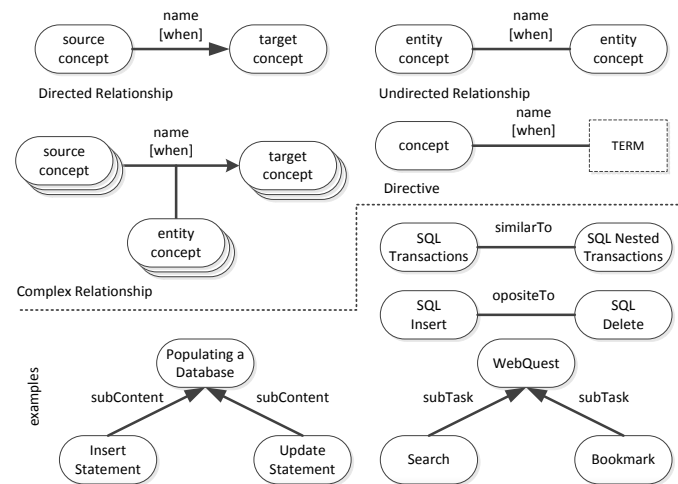 name
[when]
source
concept
target
concept
Directed Relationship
name
[when]
entity
concept
entity
concept
Undirected Relationship
name
[when]
source
concept
target
concept
entity
concept
Complex Relationship
name
[when]
concept
TERM
Directive
similarTo
SQL
Transactions
SQL Nested
Transactions
opositeTo
SQL
Insert
SQL
Delete
examples
Populating a
Database
subContent
subContent
Insert
Statement
Update
Statement
WebQuest
subTask
subTask
Search
Bookmark